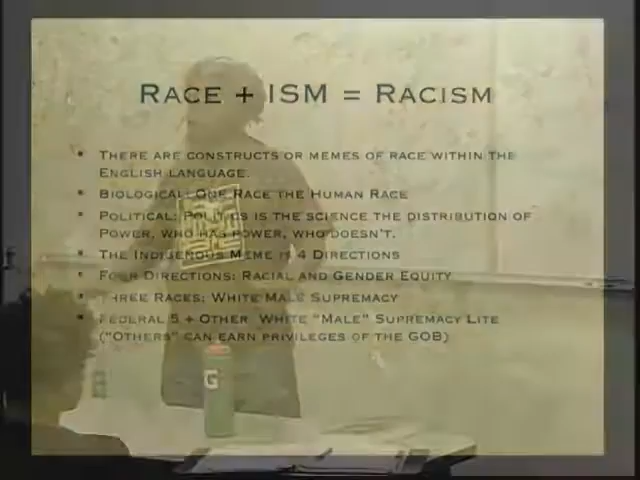 RACE + ISM = RACISM
▪ THERE ARE CONSTRUCTS OR MEMES OF RACE WITHIN THE
ENGLISH LANGUAGE.
▪ BIOLOGICAL: ONE RACE THE HUMAN RACE
▪ POLITICAL: POLITICS IS THE SCIENCE THE DISTRIBUTION OF
POWER, WHO HAS POWER, WHO DOESN'T.
▪ THE INDIGENOUS MEME IS 4 DIRECTIONS
▪ FOUR DIRECTIONS: RACIAL AND GENDER EQUITY
▪ THREE RACES: WHITE MALE SUPREMACY
▪ FEDERAL 5 + OTHER WHITE "MALE" SUPREMACY LITE
("OTHERS" CAN EARN PRIVILEGES OF THE GOB)
G